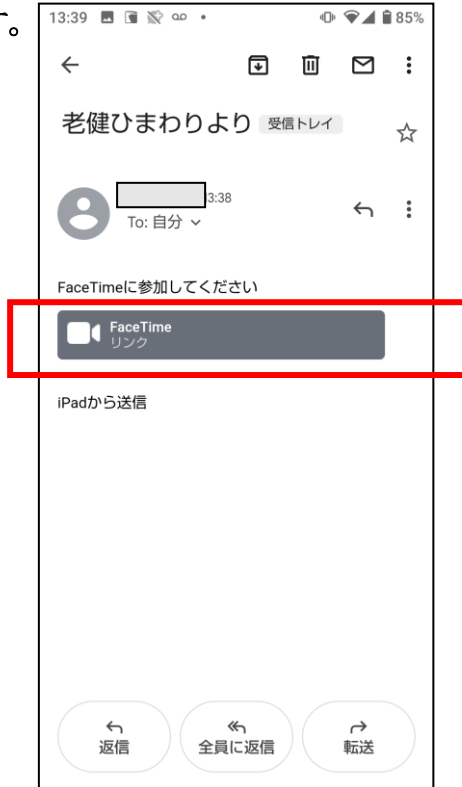 す。
13:39 85%
老健ひまわりより 受信トレイ
3:38
To: 自分
FaceTimeに参加してください
FaceTime
リンク
iPadから送信
返信 全員に返信 転送